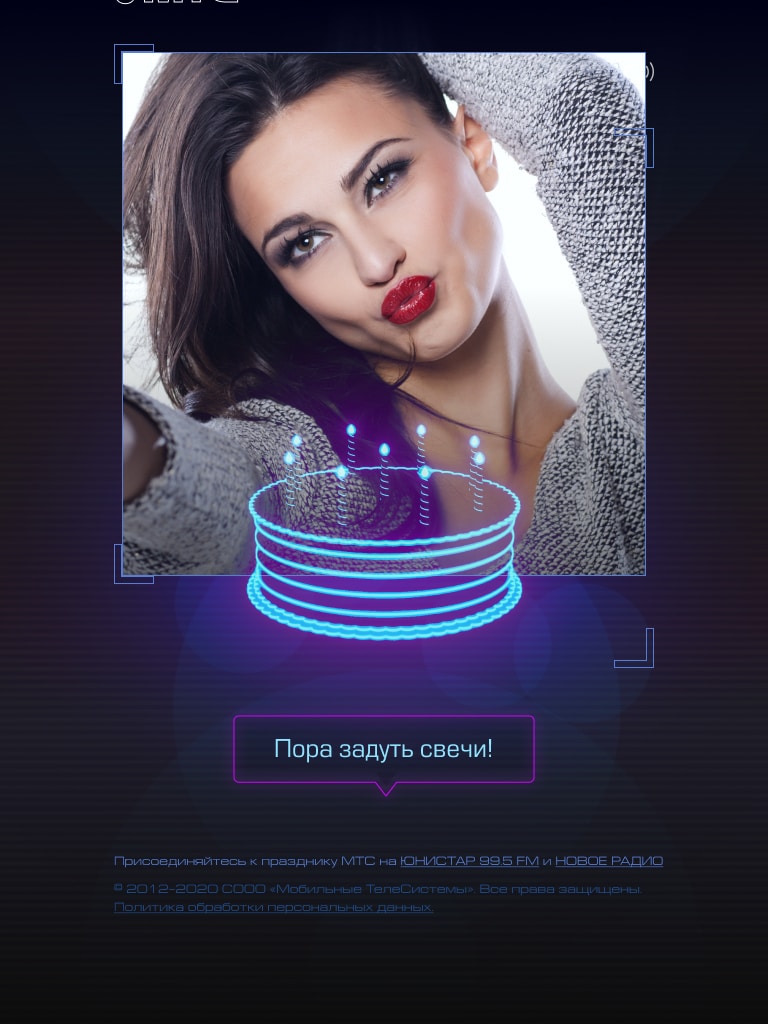 Пора задуть свечи!
Присоединяйтесь к празднику МТС на ЮНИСТАР 99.5 FM и НОВОЕ РАДИО
© 2012-2020 СООО «Мобильные ТелеСистемы». Все права защищены.
Политика обработки персональных данных.